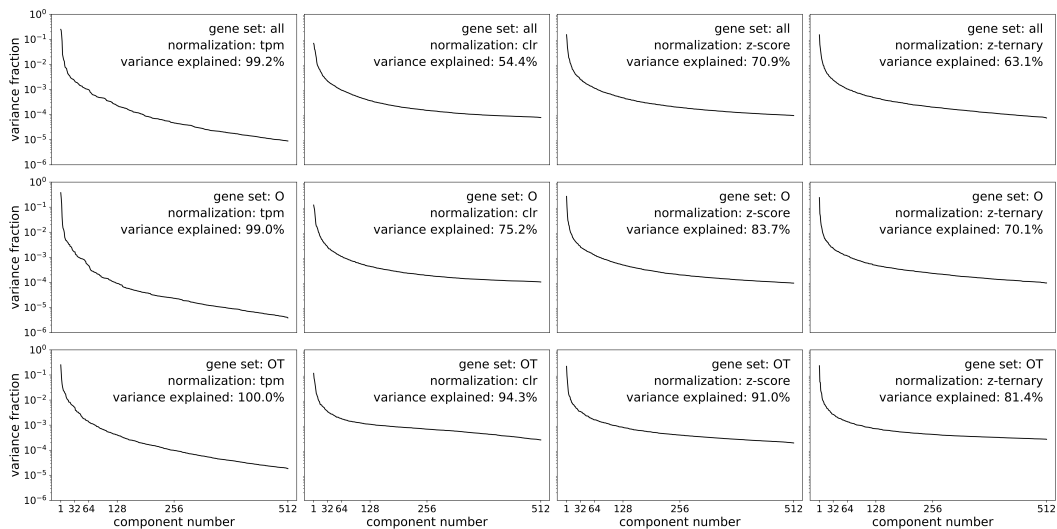 gene set: all
normalization: tpm
variance explained: 99.2%
gene set: all
normalization: clr
variance explained: 54.4%
gene set: all
normalization: z-score
variance explained: 70.9%
gene set: all
normalization: z-ternary
variance explained: 63.1%
variance fraction
10^0
10^-1
10^-2
10^-3
10^-4
10^-5
10^-6
gene set: O
normalization: tpm
variance explained: 99.0%
gene set: O
normalization: clr
variance explained: 75.2%
gene set: O
normalization: z-score
variance explained: 83.7%
gene set: O
normalization: z-ternary
variance explained: 70.1%
variance fraction
10^0
10^-1
10^-2
10^-3
10^-4
10^-5
10^-6
gene set: OT
normalization: tpm
variance explained: 100.0%
gene set: OT
normalization: clr
variance explained: 94.3%
gene set: OT
normalization: z-score
variance explained: 91.0%
gene set: OT
normalization: z-ternary
variance explained: 81.4%
variance fraction
10^0
10^-1
10^-2
10^-3
10^-4
10^-5
10^-6
1 32 64 128 256 512
1 32 64 128 256 512
1 32 64 128 256 512
1 32 64 128 256 512
component number
component number
component number
component number